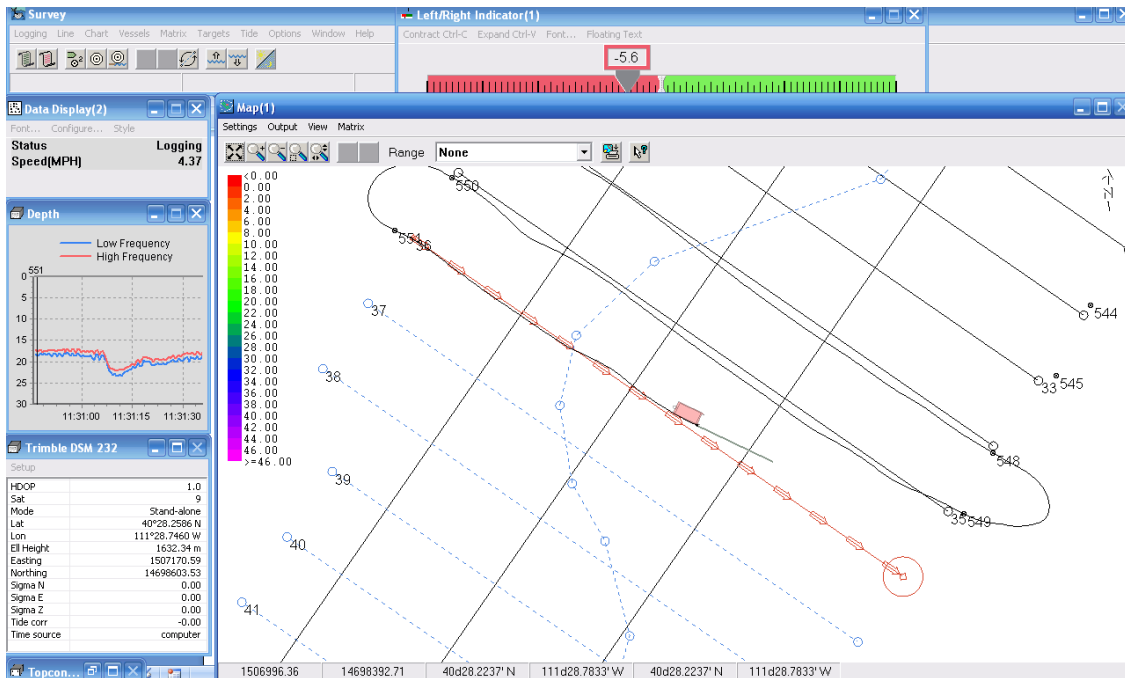 Survey
Logging Line Chart Vessels Matrix Targets Tide Options Window Help
Left/Right Indicator(1)
Contract Ctrl-C Expand Ctrl-V Font... Floating Text
-5.6
Data Display(2)
Font... Configure... Style
Status Logging
Speed(MPH) 4.37
Depth
Low Frequency
High Frequency
551
0
5
10
15
20
25
30
11:31:00 11:31:15 11:31:30
Trimble DSM 232
Setup
HDOP 1.0
Sat 9
Mode Stand-alone
Lat 40°28.2586 N
Lon 111°28.7460 W
Ell Height 1632.34 m
Easting 1507170.59
Northing 14698603.53
Sigma N 0.00
Sigma E 0.00
Sigma Z 0.00
Tide corr -0.00
Time source computer
Topcon...
Map(1)
Settings Output View Matrix
Range None
<0.00
0.00
2.00
4.00
6.00
8.00
10.00
12.00
14.00
16.00
18.00
20.00
22.00
24.00
26.00
28.00
30.00
32.00
34.00
36.00
38.00
40.00
42.00
44.00
46.00
>=46.00
N
550
36
37
38
39
40
41
544
33
545
548
35
549
1506996.36 14698392.71 40d28.2237' N 111d28.7833' W 40d28.2237' N 111d28.7833' W